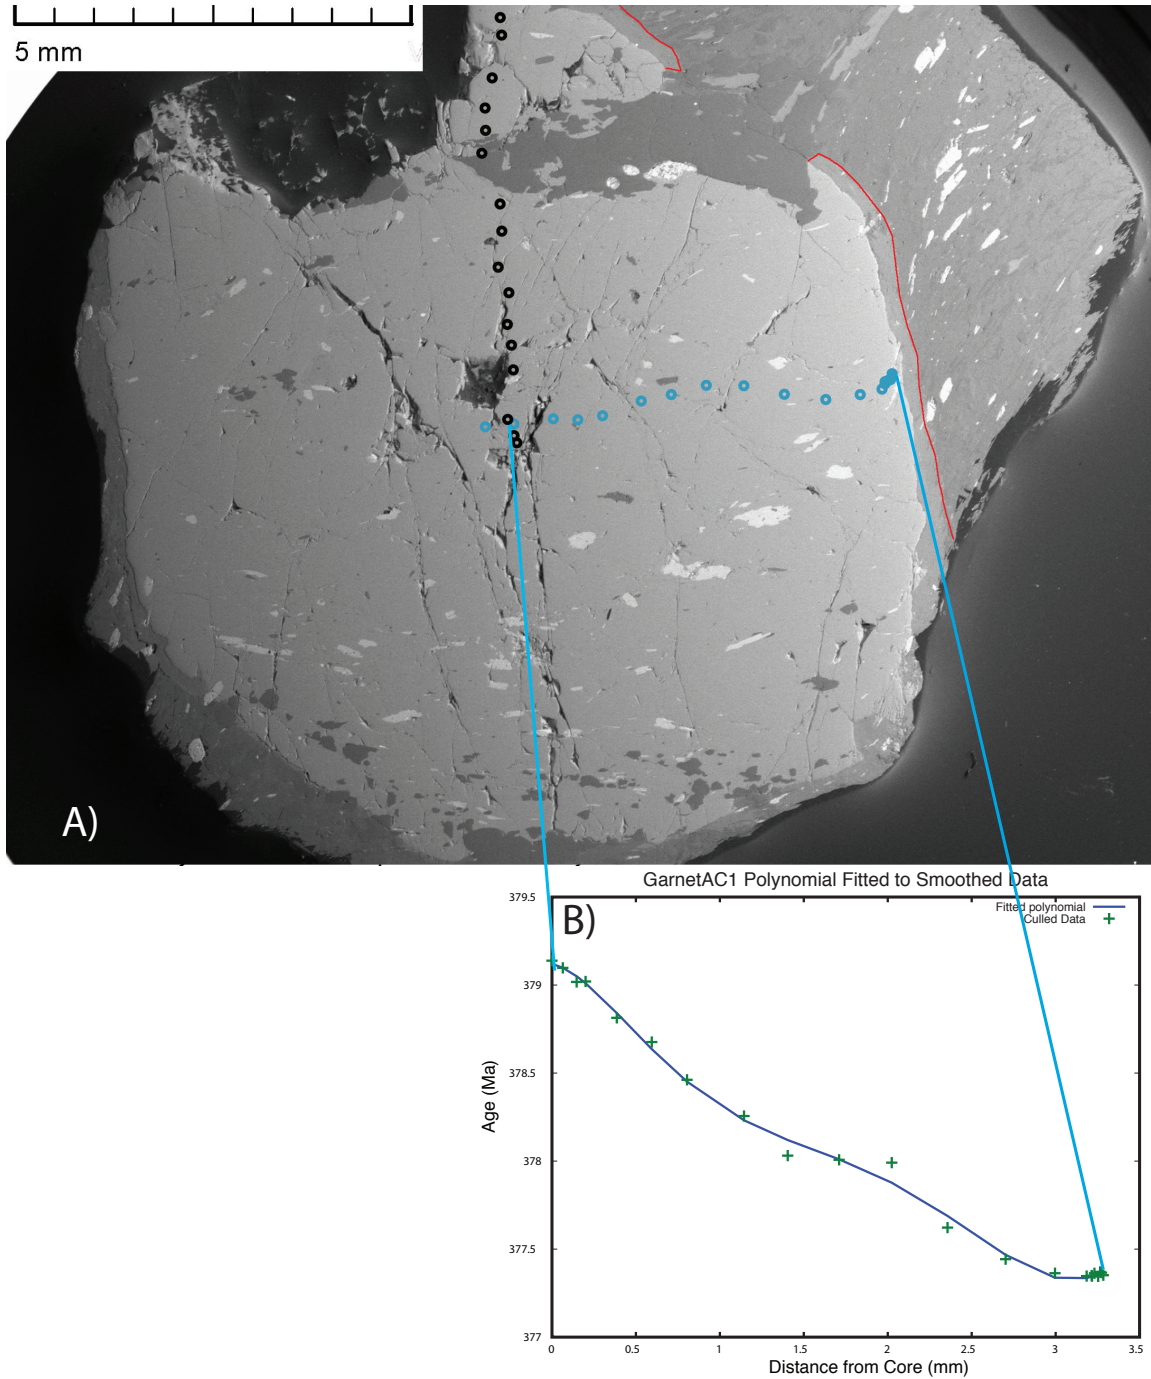 5 mm
A)
GarnetAC1 Polynomial Fitted to Smoothed Data
379.5
B)
Fitted polynomial
Culled Data
379
378.5
Age (Ma)
378
377.5
377
0
0.5
1
1.5
2
2.5
3
3.5
Distance from Core (mm)